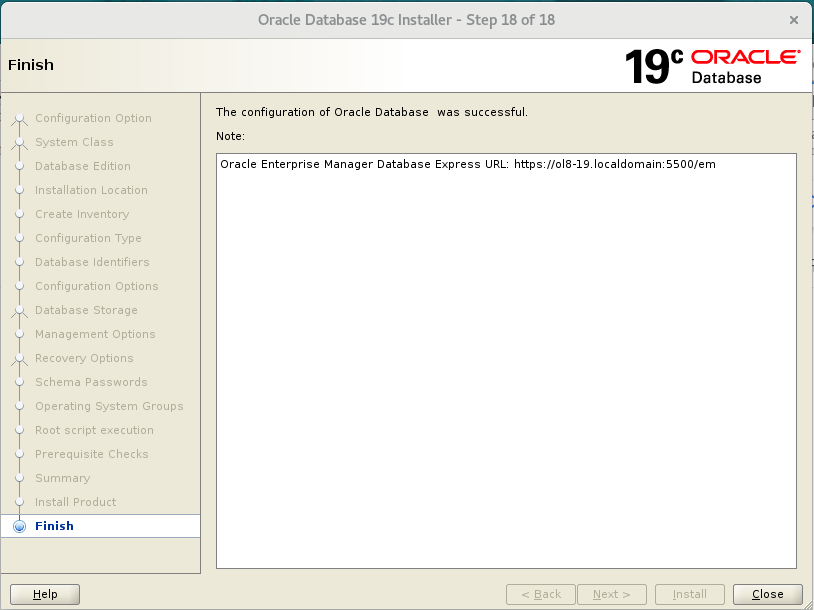 Oracle Database 19c Installer - Step 18 of 18
Finish
19c ORACLE Database
Configuration Option
System Class
Database Edition
Installation Location
Create Inventory
Configuration Type
Database Identifiers
Configuration Options
Database Storage
Management Options
Recovery Options
Schema Passwords
Operating System Groups
Root script execution
Prerequisite Checks
Summary
Install Product
Finish
The configuration of Oracle Database was successful.
Note:
Oracle Enterprise Manager Database Express URL: https://ol8-19.localdomain:5500/em
Help
< Back
Next >
Install
Close